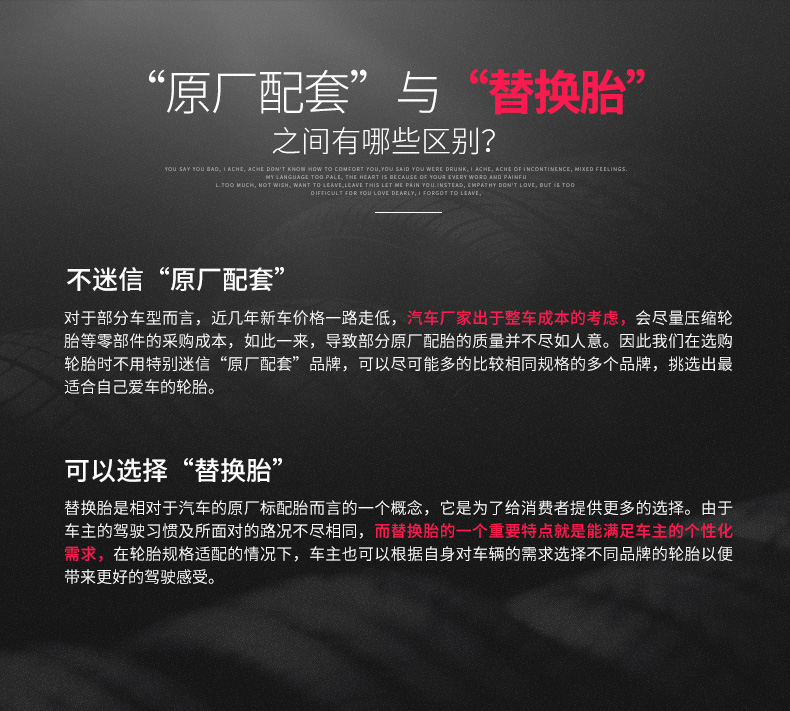 “原厂配套”与“替换胎”
之间有哪些区别？
YOU SAY YOU BAD, I ACHE, ACHE DON'T KNOW HOW TO COMFORT YOU,YOU SAID YOU WERE DRUNK, I ACHE, ACHE OF INCONTINENCE, MIXED FEELINGS.
MY LANGUAGE TOO PALE, THE HEART IS BECAUSE OF YOUR EVERY WORD AND PAINFU
L.TOO MUCH, NOT WISH, WANT TO LEAVE,LEAVE THIS LET ME PAIN YOU.INSTEAD, EMPATHY DON'T LOVE, BUT IS TOO
DIFFICULT FOR YOU LOVE DEARLY, I FORGOT TO LEAVE,
不迷信“原厂配套”
对于部分车型而言，近几年新车价格一路走低，汽车厂家出于整车成本的考虑，会尽量压缩轮
胎等零部件的采购成本，如此一来，导致部分原厂配胎的质量并不尽如人意。因此我们在选购
轮胎时不用特别迷信“原厂配套”品牌，可以尽可能多的比较相同规格的多个品牌，挑选出最
适合自己爱车的轮胎。
可以选择“替换胎”
替换胎是相对于汽车的原厂标配胎而言的一个概念，它是为了给消费者提供更多的选择。由于
车主的驾驶习惯及所面对的路况不尽相同，而替换胎的一个重要特点就是能满足车主的个性化
需求，在轮胎规格适配的情况下，车主也可以根据自身对车辆的需求选择不同品牌的轮胎以便
带来更好的驾驶感受。